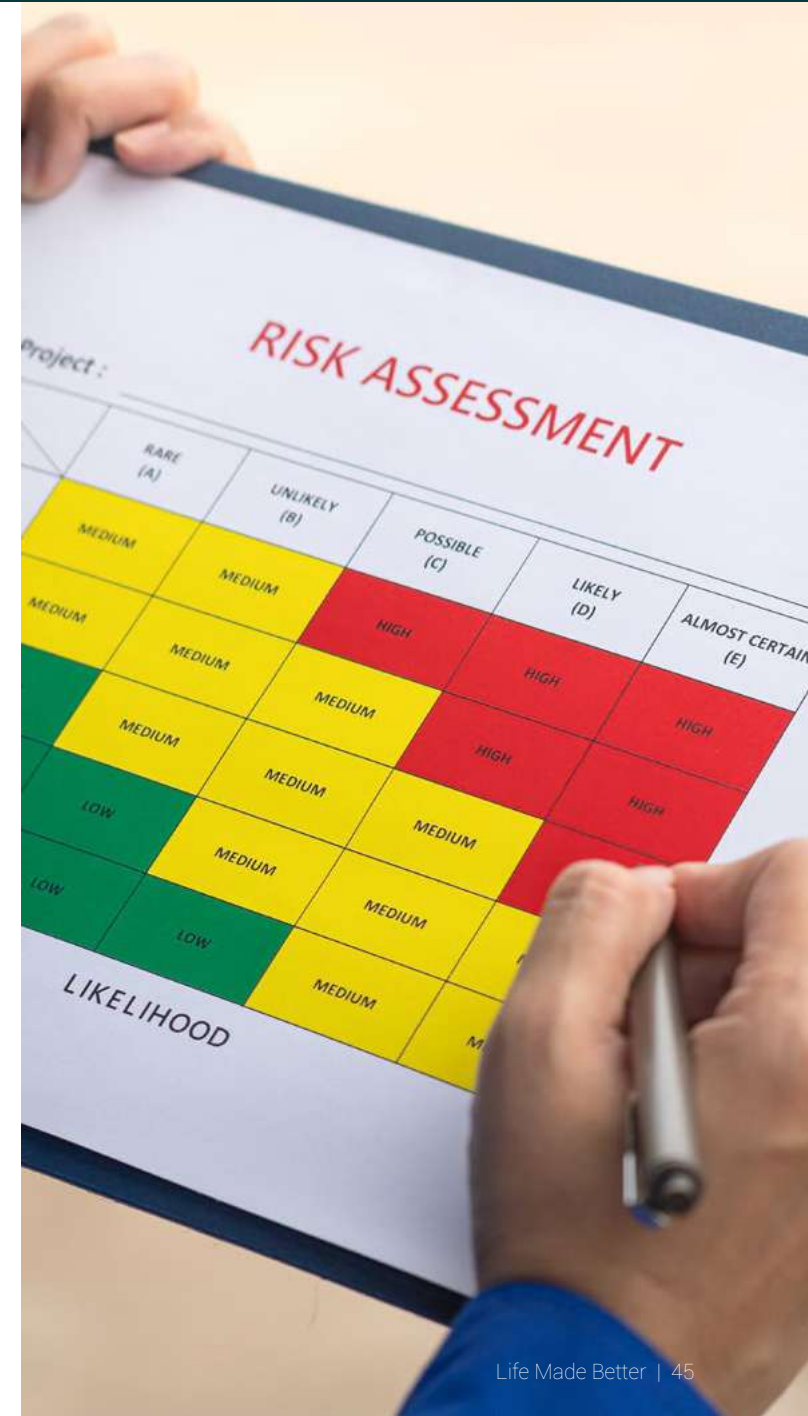 RISK ASSESSMENT
Project :
RARE (A) UNLIKELY (B) POSSIBLE (C) LIKELY (D) ALMOST CERTAIN (E)
MEDIUM MEDIUM HIGH HIGH HIGH
MEDIUM MEDIUM MEDIUM HIGH HIGH
MEDIUM MEDIUM MEDIUM
LOW MEDIUM MEDIUM
LOW LOW MEDIUM
LIKELIHOOD
Life Made Better | 45